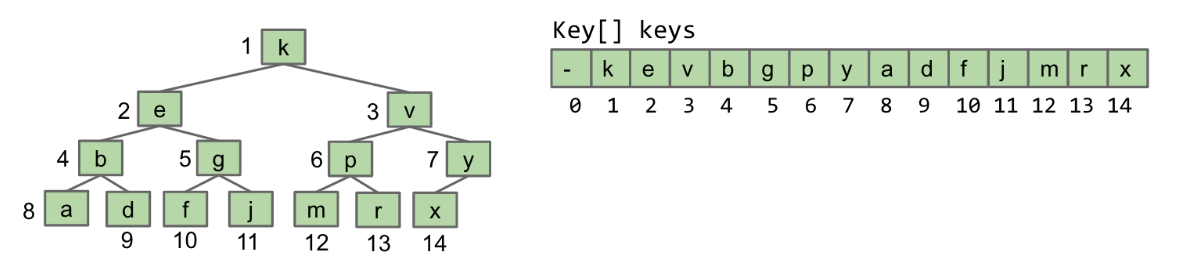 1 k
2 e 3 v
4 b 5 g 6 p 7 y
8 a d f j m r x
9 10 11 12 13 14
Key[] keys
- k e v b g p y a d f j m r x
0 1 2 3 4 5 6 7 8 9 10 11 12 13 14